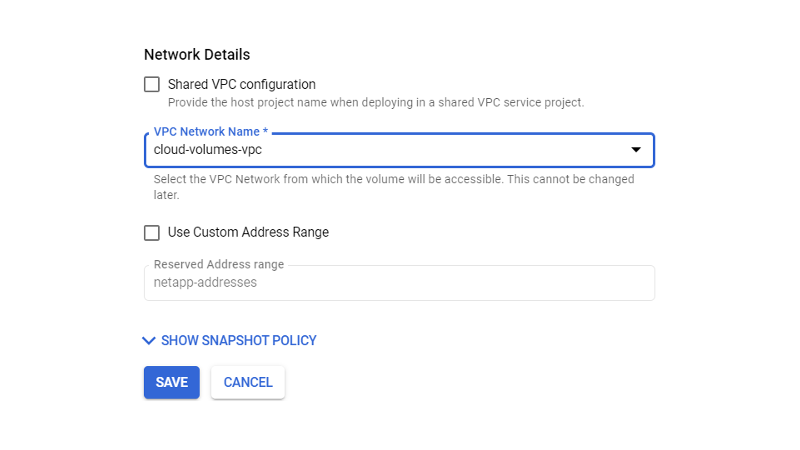 Network Details
Shared VPC configuration
Provide the host project name when deploying in a shared VPC service project.
VPC Network Name *
cloud-volumes-vpc
Select the VPC Network from which the volume will be accessible. This cannot be changed
later.
Use Custom Address Range
Reserved Address range
netapp-addresses
SHOW SNAPSHOT POLICY
SAVE CANCEL